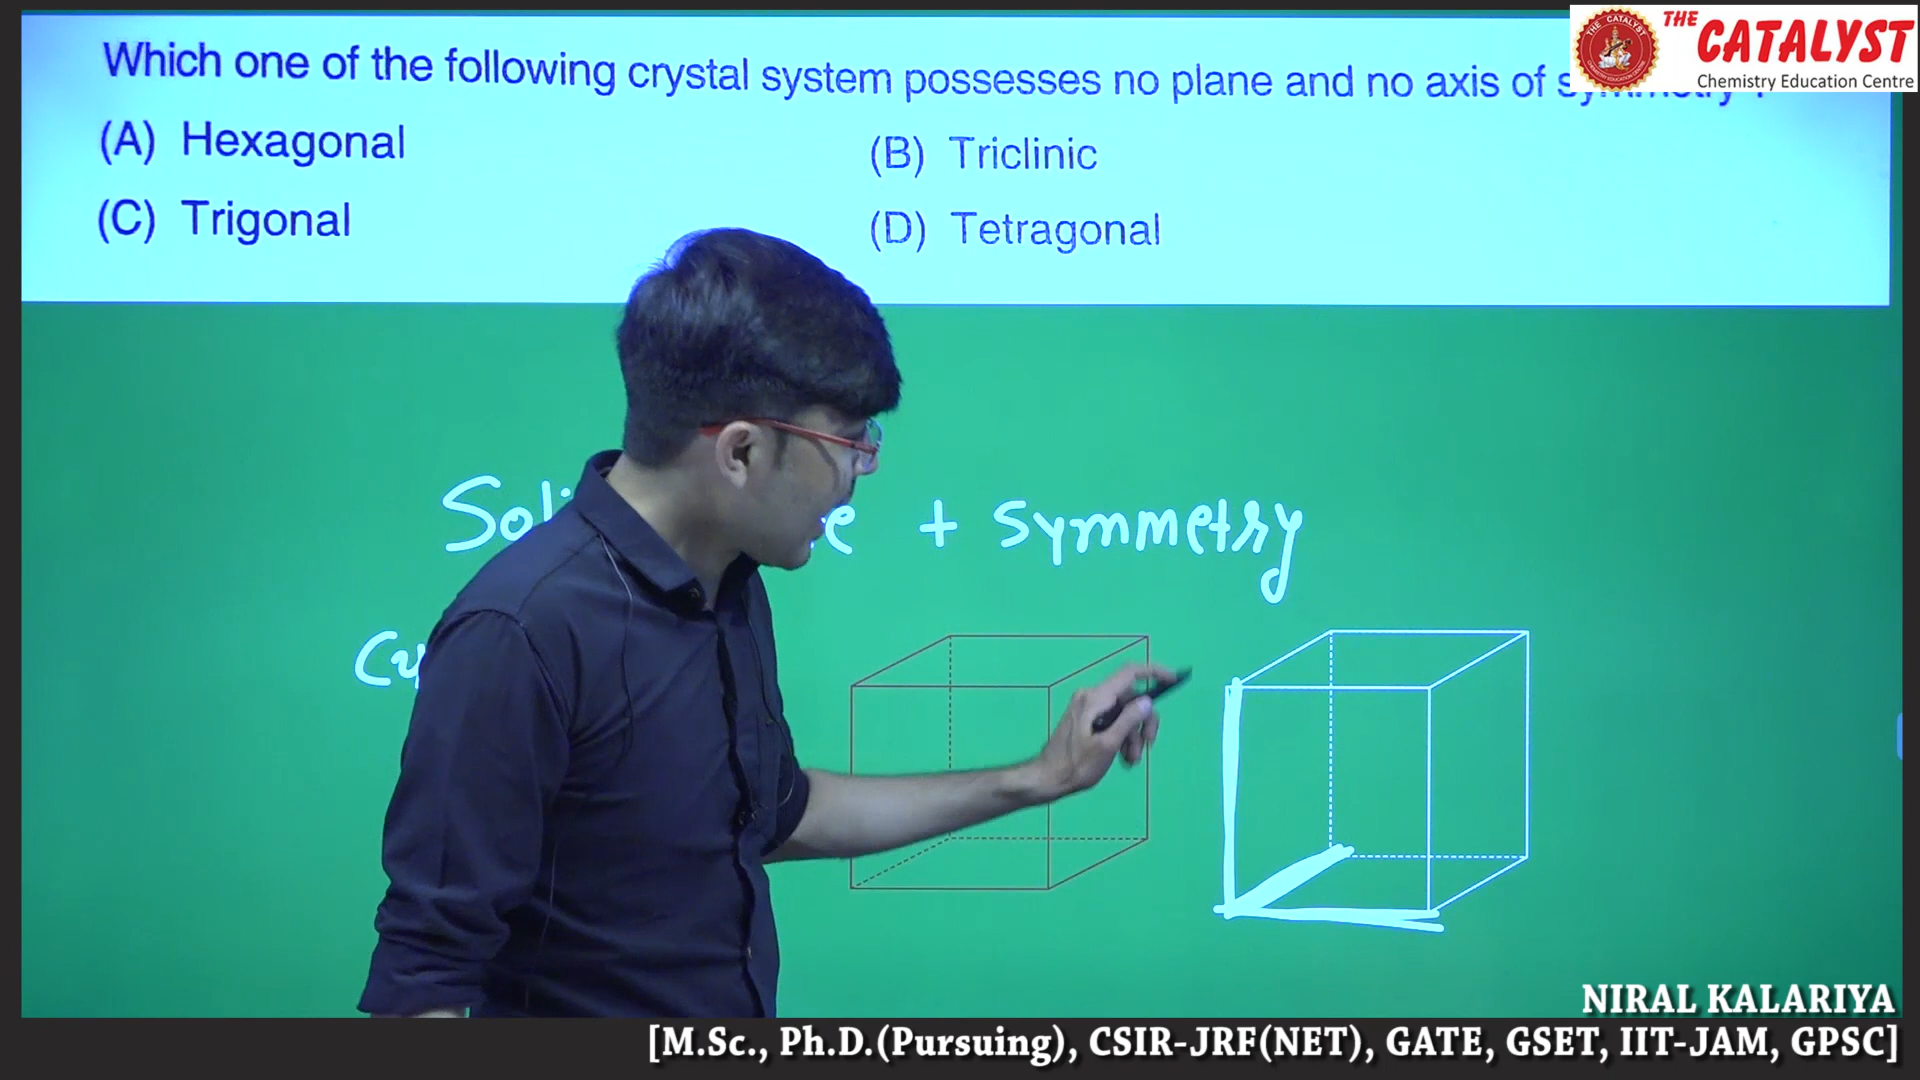 THE
CATALYST
Chemistry Education Centre
Which one of the following crystal system possesses no plane and no axis of
(A) Hexagonal
(B) Triclinic
(C) Trigonal
(D) Tetragonal
+ Symmetry
NIRAL KALARIYA
[M.Sc., Ph.D.(Pursuing), CSIR-JRF(NET), GATE, GSET, IIT-JAM, GPSC]